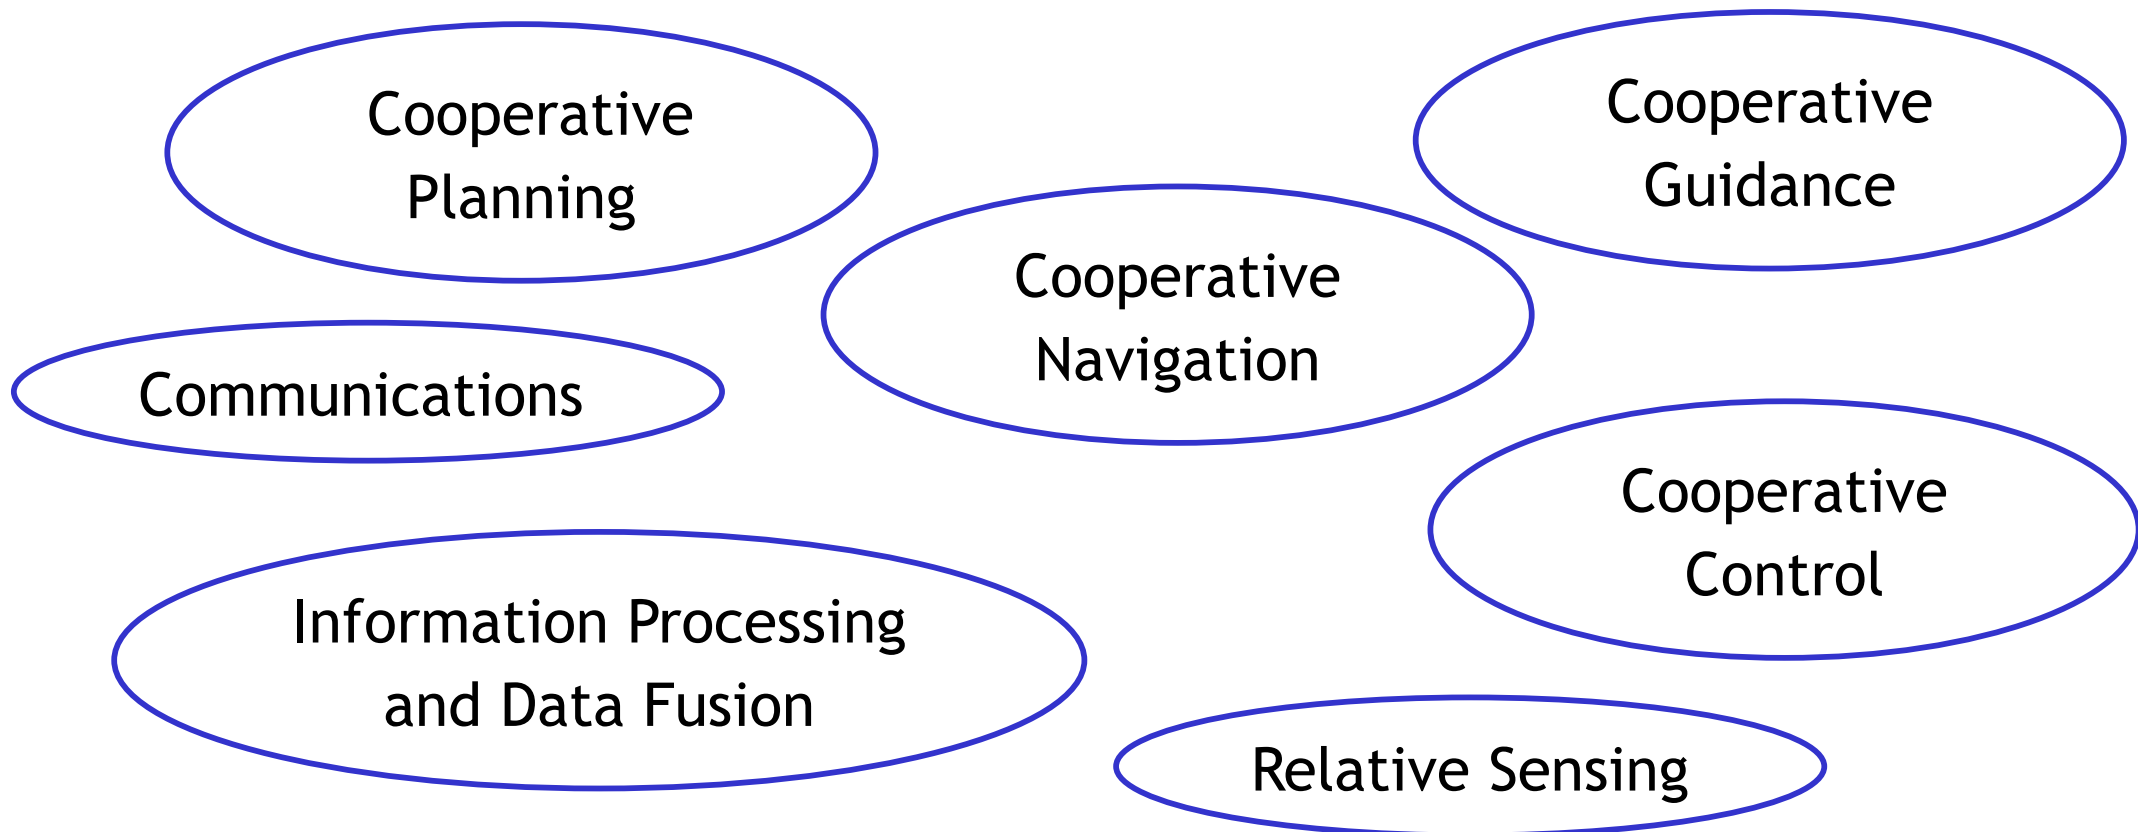 Cooperative
Planning
Cooperative
Guidance
Cooperative
Navigation
Communications
Cooperative
Control
Information Processing
and Data Fusion
Relative Sensing